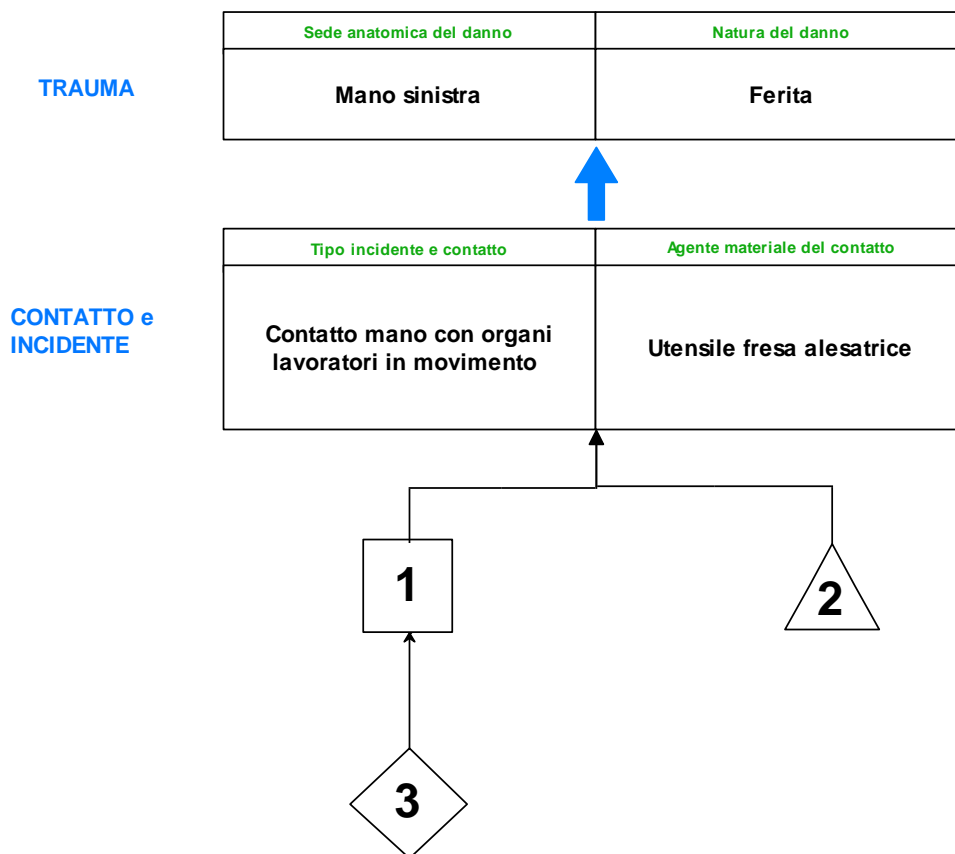 Sede anatomica del danno
Natura del danno
TRAUMA
Mano sinistra
Ferita
Tipo incidente e contatto
Agente materiale del contatto
CONTATTO e
INCIDENTE
Contatto mano con organi
lavoratori in movimento
Utensile fresa alesatrice
1
2
3